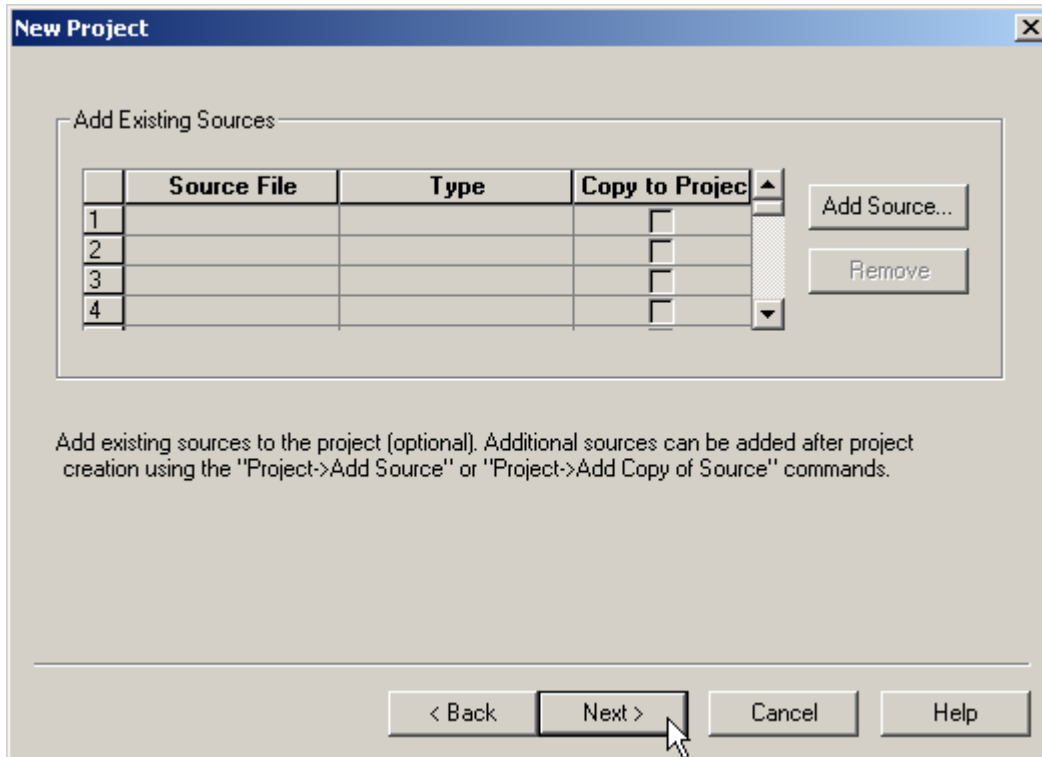 New Project
Add Existing Sources
Source File Type Copy to Projec
1
2
3
4
Add Source...
Remove
Add existing sources to the project (optional). Additional sources can be added after project
creation using the "Project->Add Source" or "Project->Add Copy of Source" commands.
< Back Next > Cancel Help